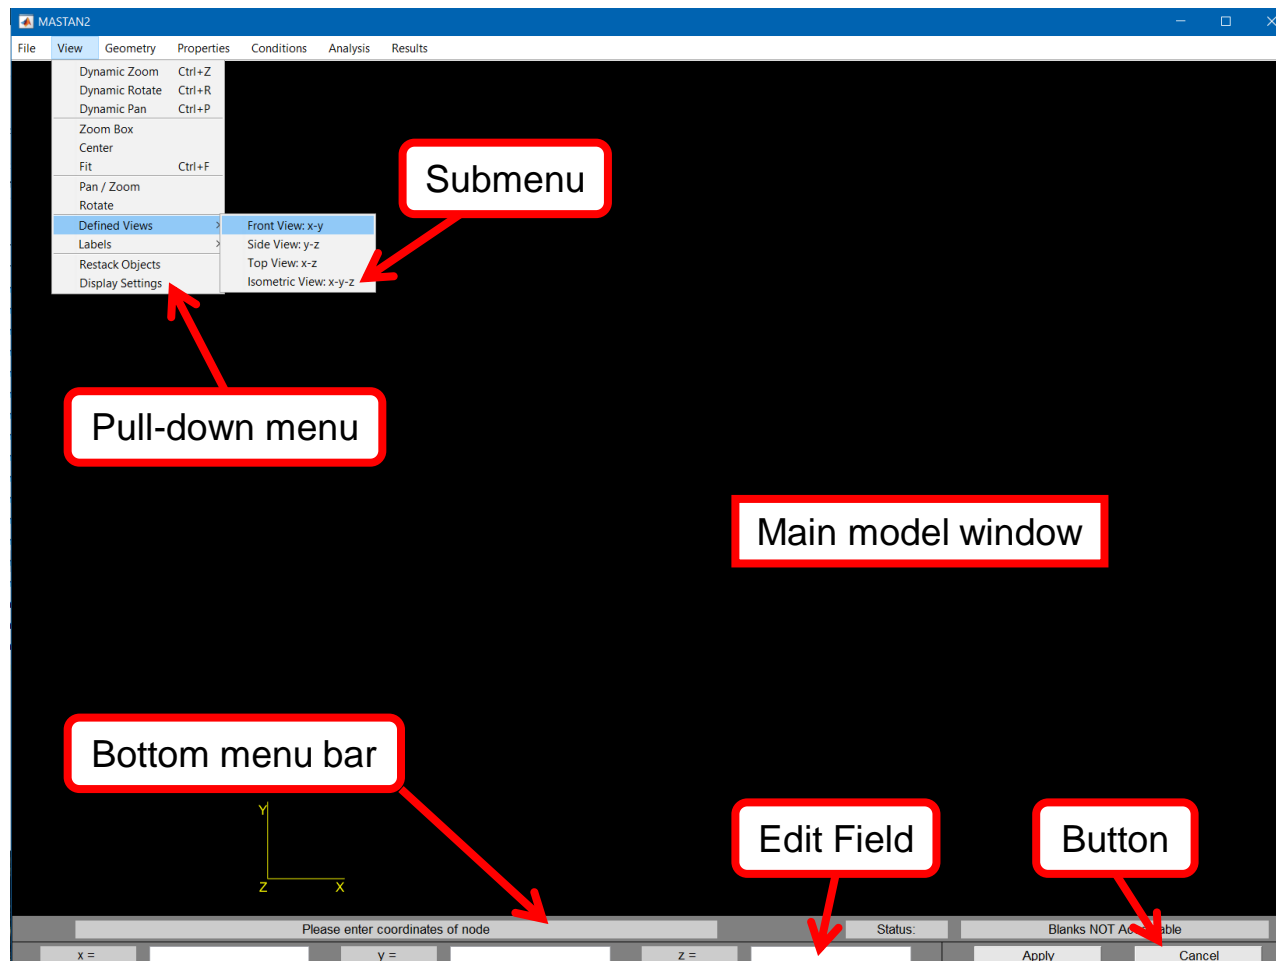 MASTAN2
File View Geometry Properties Conditions Analysis Results
Dynamic Zoom Ctrl+Z
Dynamic Rotate Ctrl+R
Dynamic Pan Ctrl+P
Zoom Box
Center
Fit Ctrl+F
Pan / Zoom
Rotate
Defined Views >
Labels >
Restack Objects
Display Settings
Front View: x-y
Side View: y-z
Top View: x-z
Isometric View: x-y-z
Submenu
Pull-down menu
Main model window
Bottom menu bar
Edit Field
Button
Y
Z X
Please enter coordinates of node Status: Blanks NOT Acceptable
x = y = z = Apply Cancel